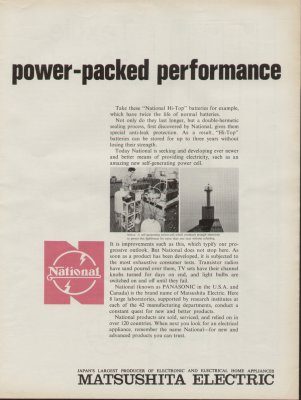 power-packed performance
Take these "National Hi-Top" batteries for example,
which have twice the life of normal batteries.
Not only do they last longer, but a double-hermetic
sealing process, first discovered by National, gives them
special anti-leak protection. As a result, "Hi-Top"
batteries can be stored for up to three years without
losing their strength.
Today National is seeking and developing ever newer
and better means of providing electricity, such as an
amazing new self-generating power cell.
It is improvements such as this, which typify our pro-
gressive outlook. But National does not stop here. As
soon as a product has been developed, it is subjected to
the most exhaustive consumer tests. Transistor radios
have sand poured over them, TV sets have their channel
knobs turned for days on end, and light bulbs are
switched on and off until they fail.
National (known as PANASONIC in the U.S.A. and
Canada) is the brand name of Matsushita Electric. Here
8 large laboratories, supported by research institutes at
each of the 42 manufacturing departments, conduct a
constant quest for new and better products.
National products are sold, serviced, and relied on in
over 120 countries. When next you look for an electrical
appliance, remember the name National—for new and
advanced products you can trust.
National
JAPAN'S LARGEST PRODUCER OF ELECTRONIC AND ELECTRICAL HOME APPLIANCES
MATSUSHITA ELECTRIC